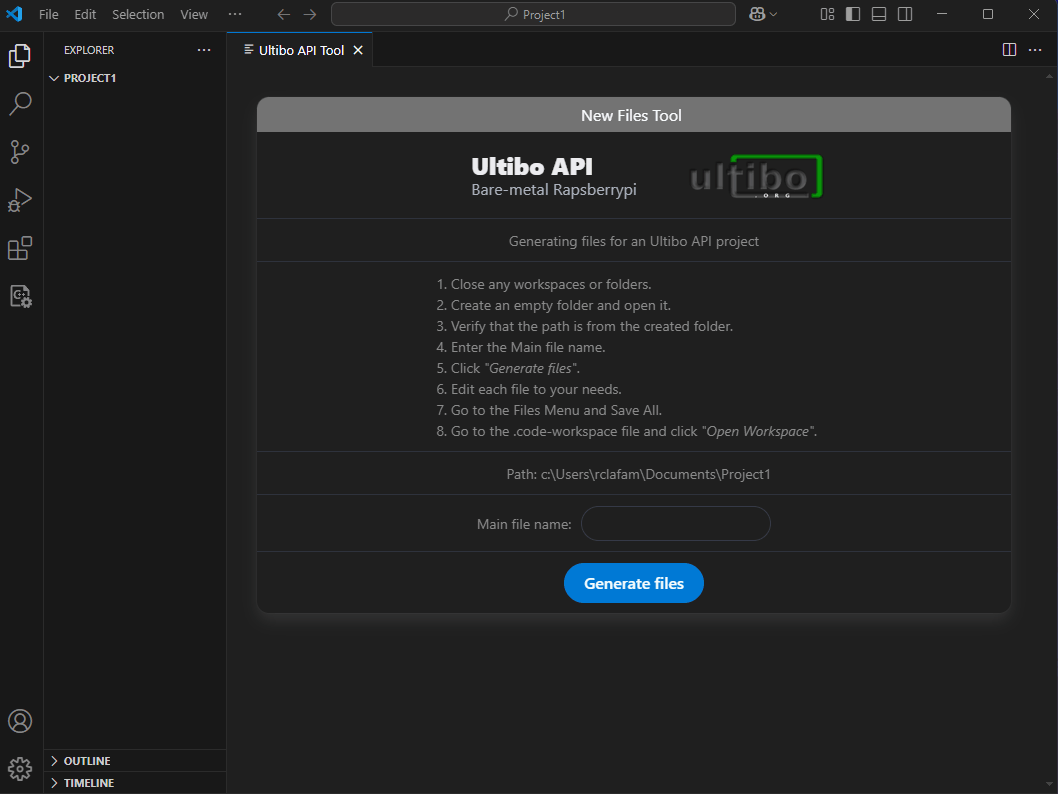 File Edit Selection View ··· Project1
EXPLORER ···
Ultibo API Tool
PROJECT1
New Files Tool
Ultibo API
Bare-metal Rapsberrypi
ultibo
.ORG
Generating files for an Ultibo API project
1. Close any workspaces or folders.
2. Create an empty folder and open it.
3. Verify that the path is from the created folder.
4. Enter the Main file name.
5. Click "Generate files".
6. Edit each file to your needs.
7. Go to the Files Menu and Save All.
8. Go to the .code-workspace file and click "Open Workspace".
Path: c:\Users\rclafam\Documents\Project1
Main file name:
Generate files
OUTLINE
TIMELINE